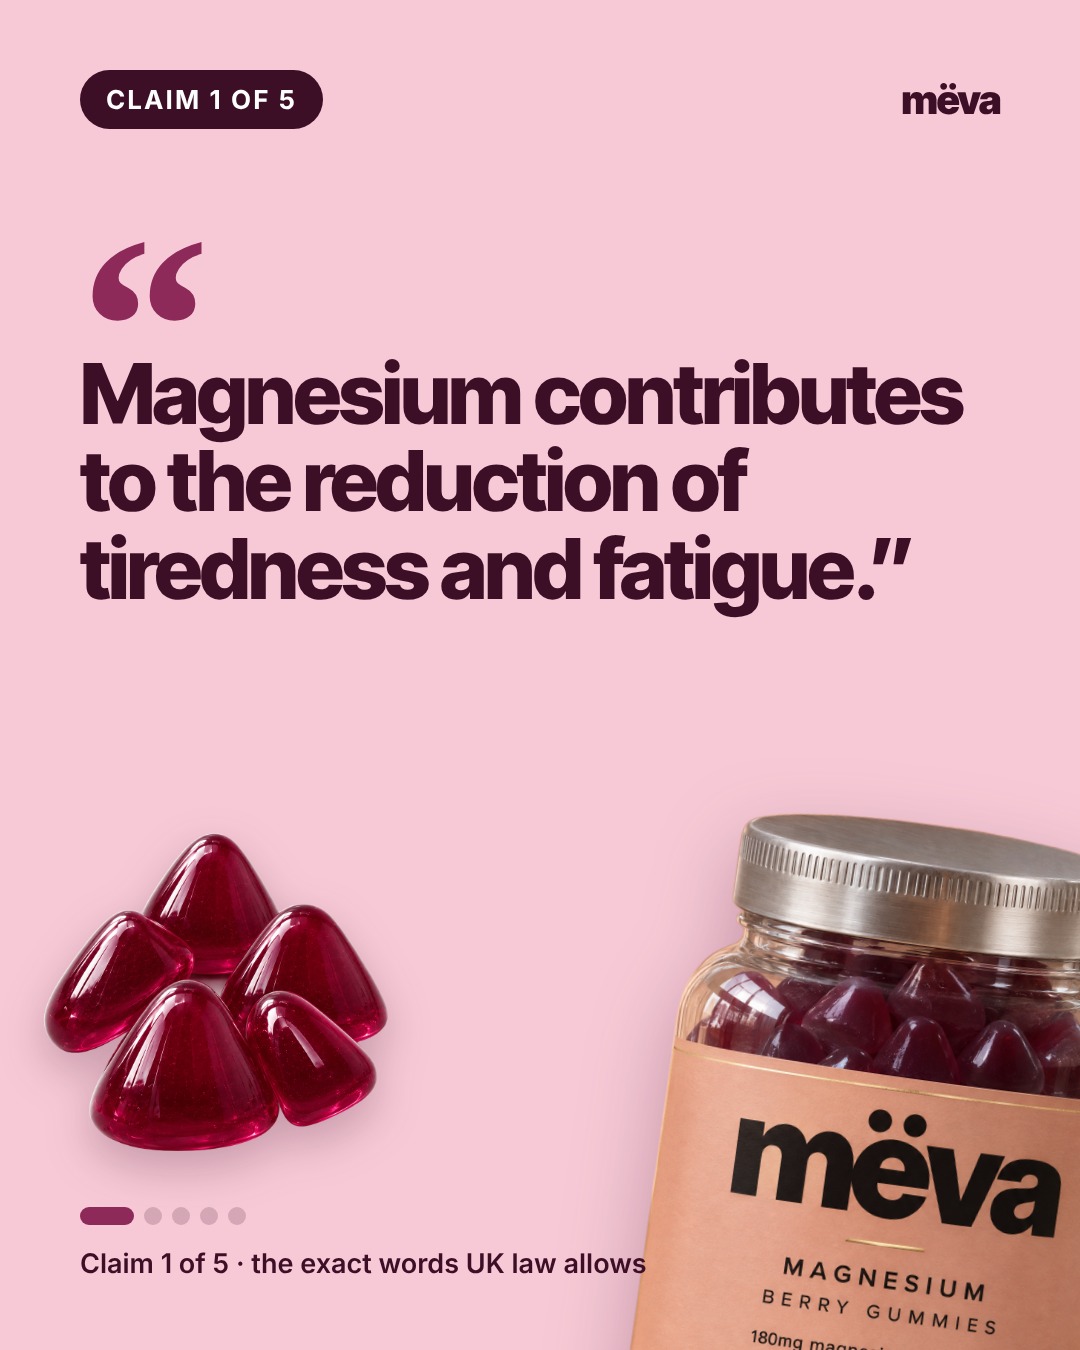 CLAIM 1 OF 5
mëva
“
Magnesium contributes
to the reduction of
tiredness and fatigue.”
mëva
MAGNESIUM
BERRY GUMMIES
180mg
Claim 1 of 5 · the exact words UK law allows